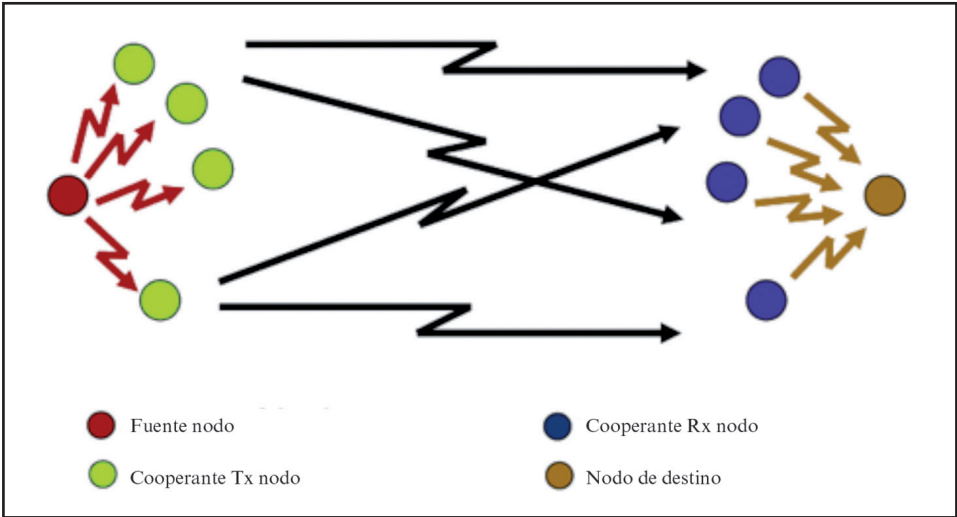 Fuente nodo
Cooperante Rx nodo
Cooperante Tx nodo
Nodo de destino